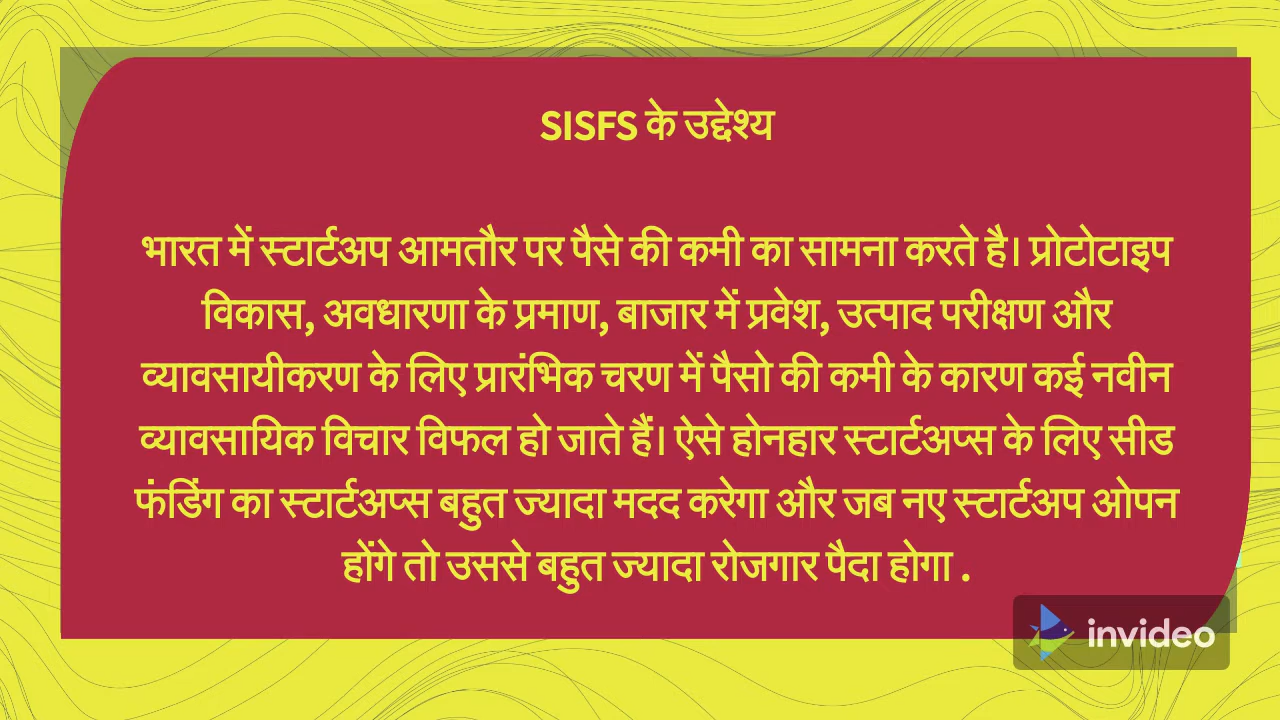 SISFS के उद्देश्य
भारत में स्टार्टअप आमतौर पर पैसे की कमी का सामना करते है। प्रोटोटाइप
विकास, अवधारणा के प्रमाण, बाजार में प्रवेश, उत्पाद परीक्षण और
व्यावसायीकरण के लिए प्रारंभिक चरण में पैसो की कमी के कारण कई नवीन
व्यावसायिक विचार विफल हो जाते हैं। ऐसे होनहार स्टार्टअप्स के लिए सीड
फंडिंग का स्टार्टअप्स बहुत ज्यादा मदद करेगा और जब नए स्टार्टअप ओपन
होंगे तो उससे बहुत ज्यादा रोजगार पैदा होगा .
invideo